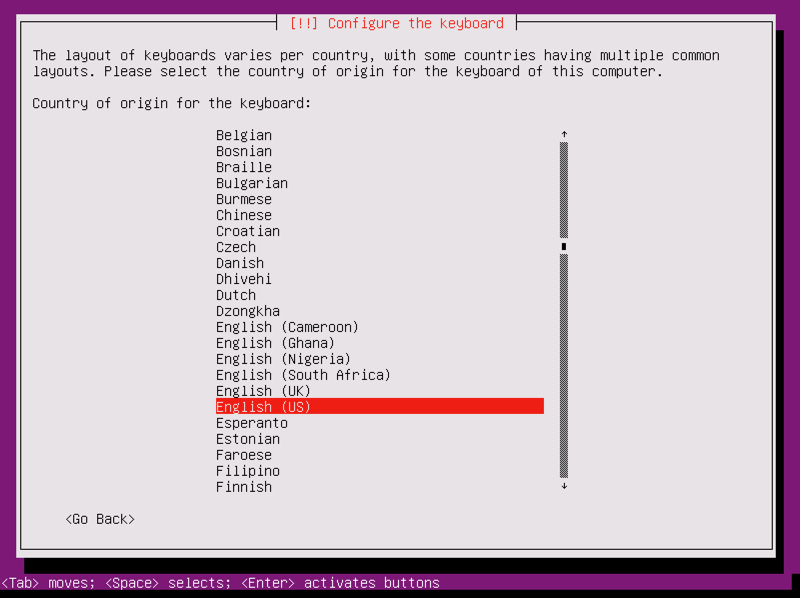 [!!] Configure the keyboard
The layout of keyboards varies per country, with some countries having multiple common
layouts. Please select the country of origin for the keyboard of this computer.
Country of origin for the keyboard:
Belgian
Bosnian
Braille
Bulgarian
Burmese
Chinese
Croatian
Czech
Danish
Dhivehi
Dutch
Dzongkha
English (Cameroon)
English (Ghana)
English (Nigeria)
English (South Africa)
English (UK)
English (US)
Esperanto
Estonian
Faroese
Filipino
Finnish
<Go Back>
<Tab> moves; <Space> selects; <Enter> activates buttons